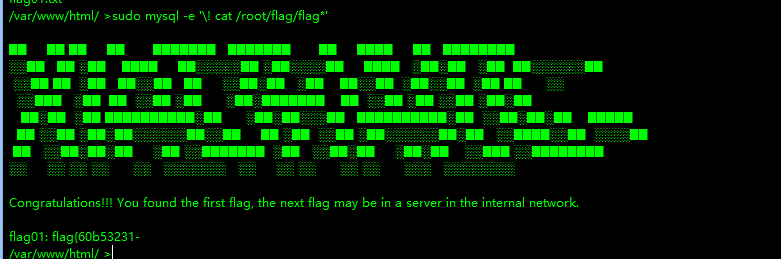 flag01.txt
/var/www/html/ >sudo mysql -e '\! cat /root/flag/flag*'
Congratulations!!! You found the first flag, the next flag may be in a server in the internal network.
flag01: flag{60b53231-
/var/www/html/ >